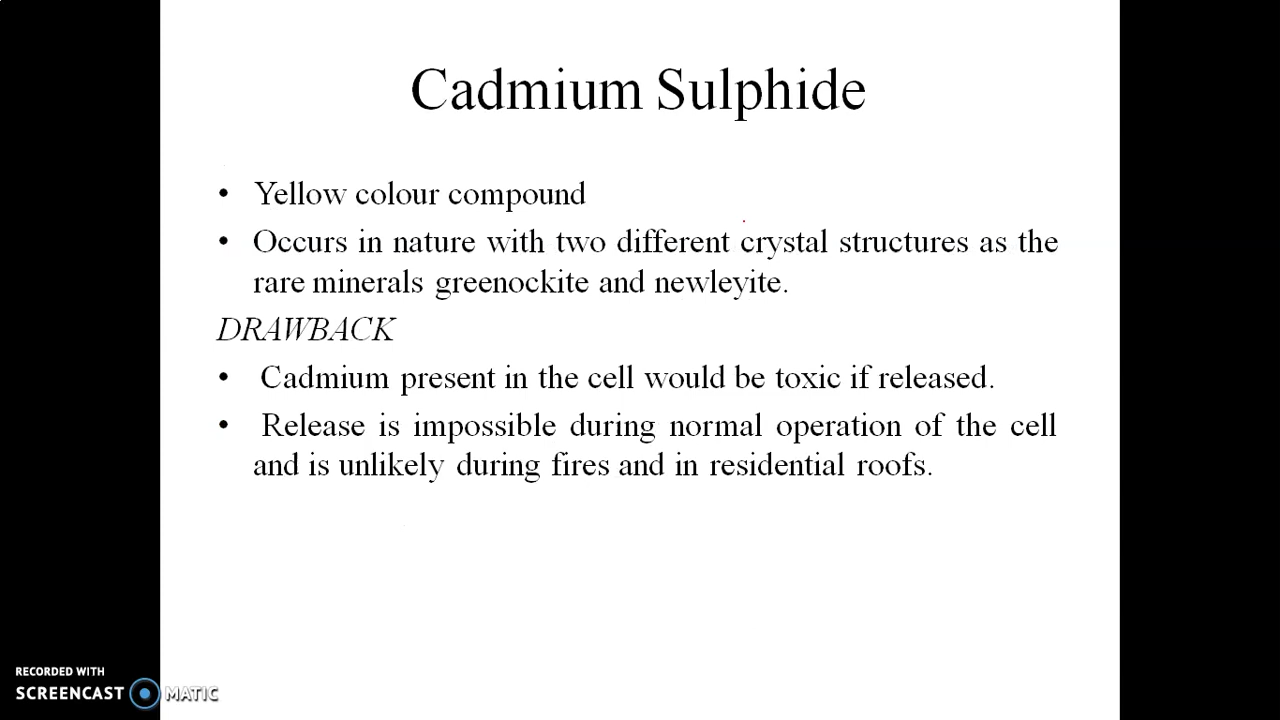 Cadmium Sulphide
• Yellow colour compound
• Occurs in nature with two different crystal structures as the
rare minerals greenockite and newleyite.
DRAWBACK
• Cadmium present in the cell would be toxic if released.
• Release is impossible during normal operation of the cell
and is unlikely during fires and in residential roofs.
RECORDED WITH
SCREENCAST MATIC